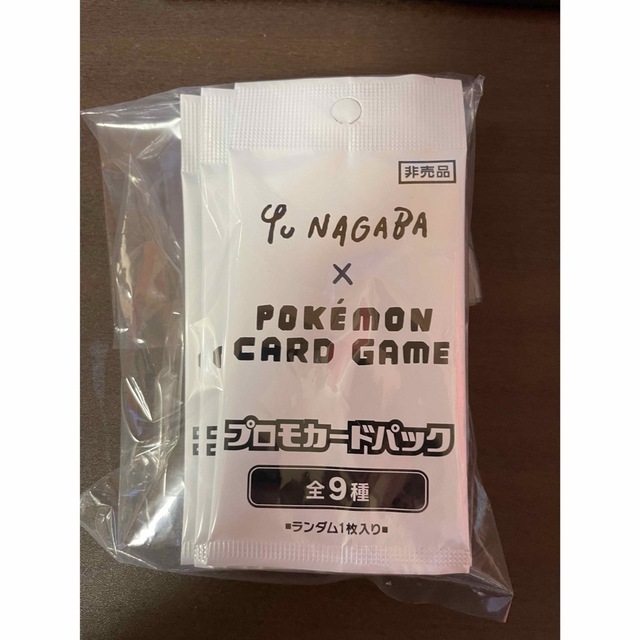 非売品
Yu NAGABA
×
POKÉMON
CARD GAME
プロモカードパック
全9種
■ランダム1枚入り■